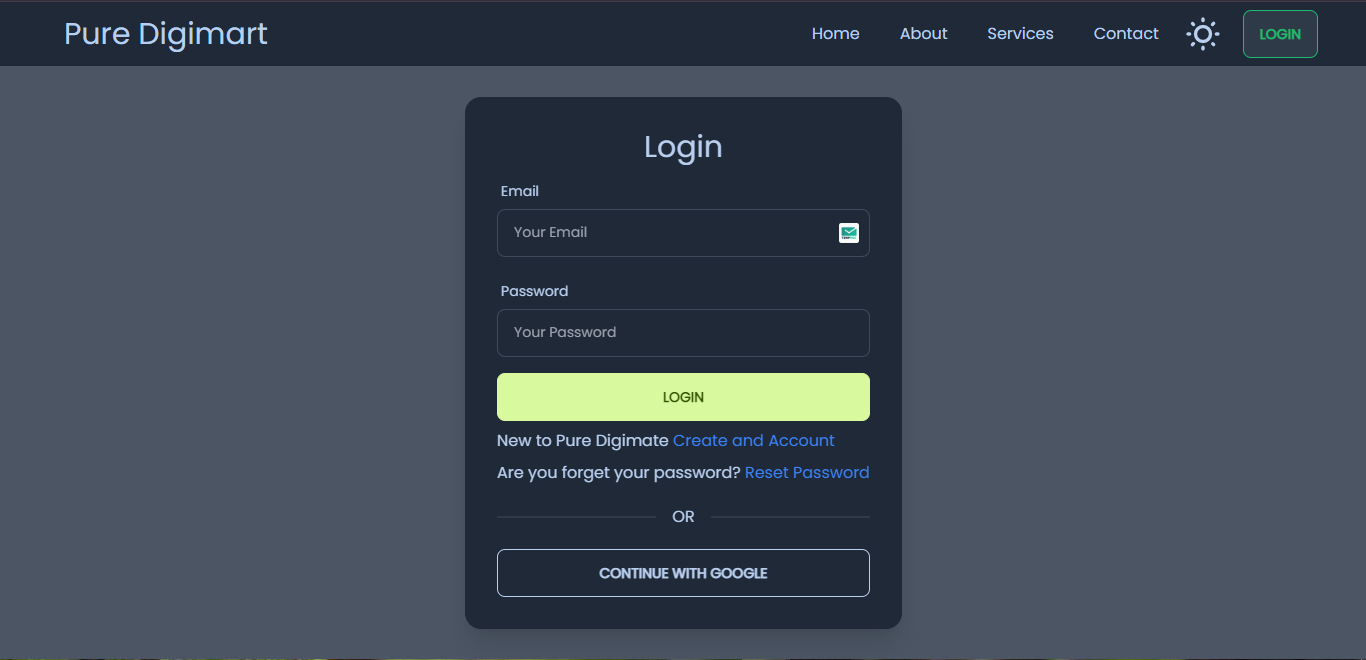 Pure Digimart
Home
About
Services
Contact
LOGIN
Login
Email
Your Email
Password
Your Password
LOGIN
New to Pure Digimate Create and Account
Are you forget your password? Reset Password
OR
CONTINUE WITH GOOGLE